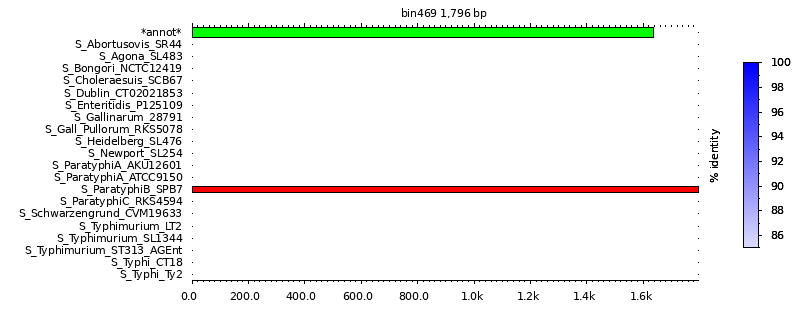 bin469 1,796 bp
*annot*
S_Abortusovis_SR44
S_Agona_SL483
S_Bongori_NCTC12419
S_Choleraesuis_SCB67
S_Dublin_CT02021853
S_Enteritidis_P125109
S_Gallinarum_28791
S_Gall_Pullorum_RKS5078
S_Heidelberg_SL476
S_Newport_SL254
S_ParatyphiA_AKU12601
S_ParatyphiA_ATCC9150
S_ParatyphiB_SPB7
S_ParatyphiC_RKS4594
S_Schwarzengrund_CVM19633
S_Typhimurium_LT2
S_Typhimurium_SL1344
S_Typhimurium_ST313_AGEnt
S_Typhi_CT18
S_Typhi_Ty2
0.0 200.0 400.0 600.0 800.0 1.0k 1.2k 1.4k 1.6k
% identity
100
98
96
94
92
90
88
86